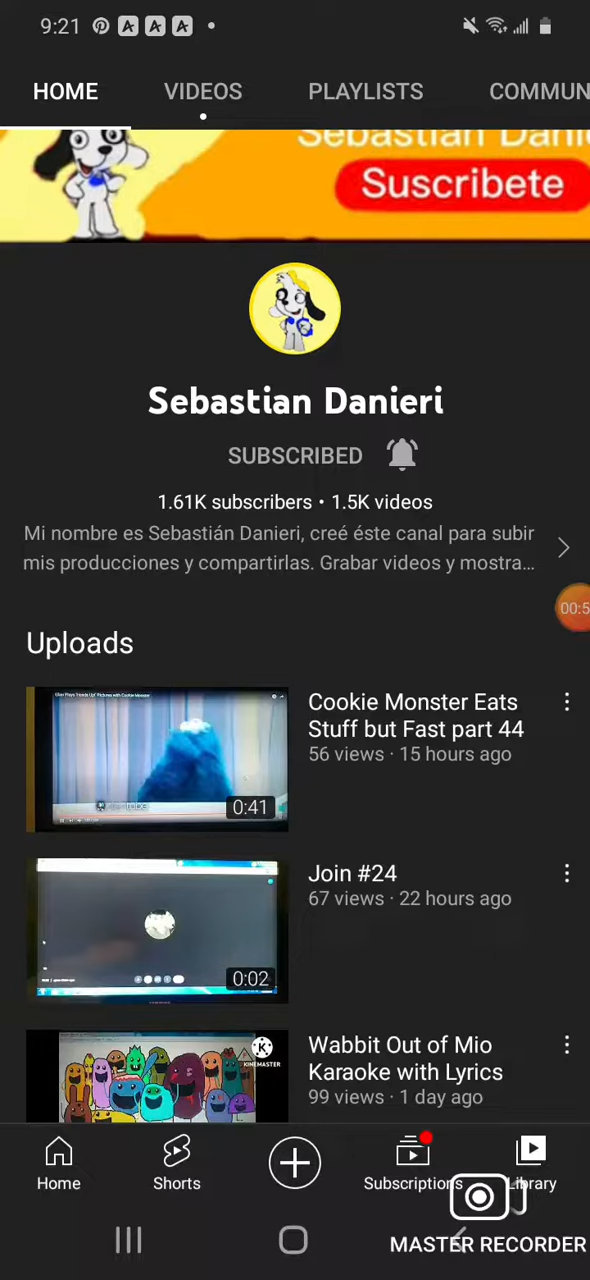 9:21
HOME VIDEOS PLAYLISTS COMMUN
Sebastian Danie
Suscribete
Sebastian Danieri
SUBSCRIBED
1.61K subscribers • 1.5K videos
Mi nombre es Sebastián Danieri, creé éste canal para subir
mis producciones y compartirlas. Grabar videos y mostra...
00:5
Uploads
Cookie Monster Eats
Stuff but Fast part 44
56 views · 15 hours ago
0:41
Join #24
67 views · 22 hours ago
0:02
Wabbit Out of Mio
Karaoke with Lyrics
99 views · 1 day ago
KINEMASTER
Home Shorts Subscriptions Library
MASTER RECORDER